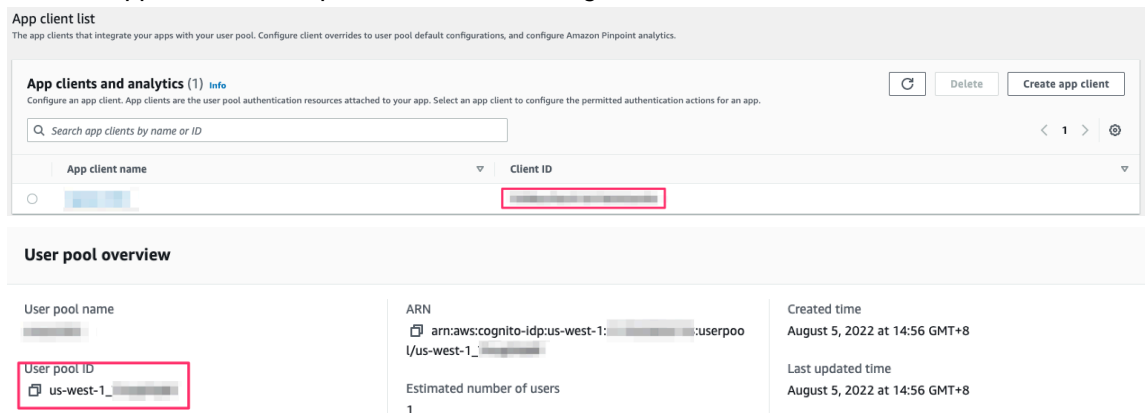 App client list
The app clients that integrate your apps with your user pool. Configure client overrides to user pool default configurations, and configure Amazon Pinpoint analytics.
App clients and analytics (1) Info
Configure an app client. App clients are the user pool authentication resources attached to your app. Select an app client to configure the permitted authentication actions for an app.
Delete
Create app client
Search app clients by name or ID
1
App client name
Client ID
User pool overview
User pool name
User pool ID
us-west-1_
ARN
arn:aws:cognito-idp:us-west-1: :userpoo
l/us-west-1_
Estimated number of users
1
Created time
August 5, 2022 at 14:56 GMT+8
Last updated time
August 5, 2022 at 14:56 GMT+8